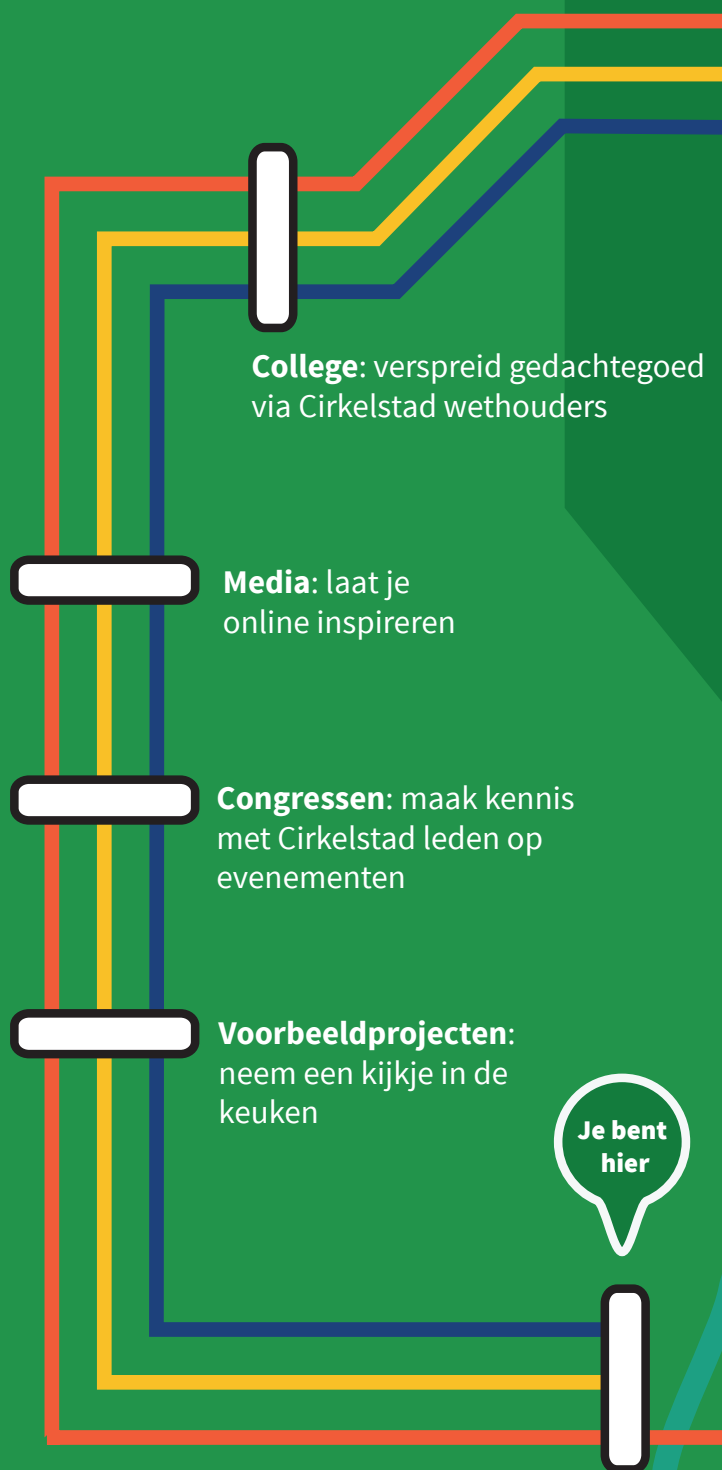 College: verspreid gedachtegoed
via Cirkelstad wethouders
Media: laat je
online inspireren
Congressen: maak kennis
met Cirkelstad leden op
evenementen
Voorbeeldprojecten:
neem een kijkje in de
keuken
Je bent
hier